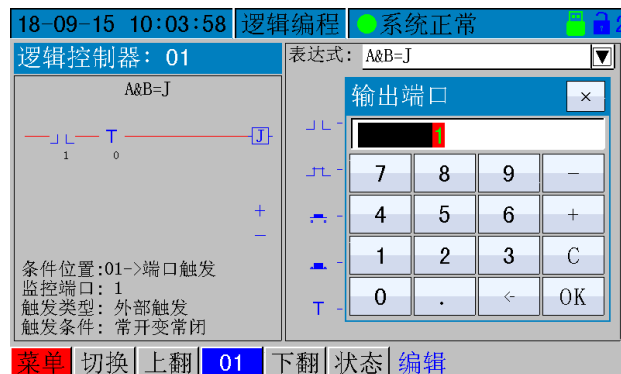 18-09-15 10:03:58 逻辑编程 系统正常
逻辑控制器: 01
表达式: A&B=J
A&B=J
J
1 T 0
+
−
条件位置:01->端口触发
监控端口: 1
触发类型: 外部触发
触发条件: 常开变常闭
T
输出端口 ×
1
7 8 9 −
4 5 6 +
1 2 3 C
0 . <- OK
菜单 切换 上翻 01 下翻 状态 编辑